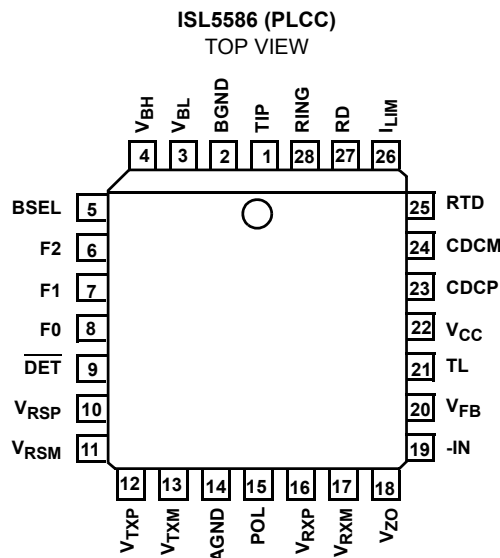 ISL5586 (PLCC)
TOP VIEW
VBH VBL BGND TIP RING RD ILIM
4 3 2 1 28 27 26
BSEL 5
F2 6
F1 7
F0 8
DET 9
VRSP 10
VRSM 11
25 RTD
24 CDCM
23 CDCP
22 VCC
21 TL
20 VFB
19 -IN
12 13 14 15 16 17 18
VTXP VTXM AGND POL VRXP VRXM VZO